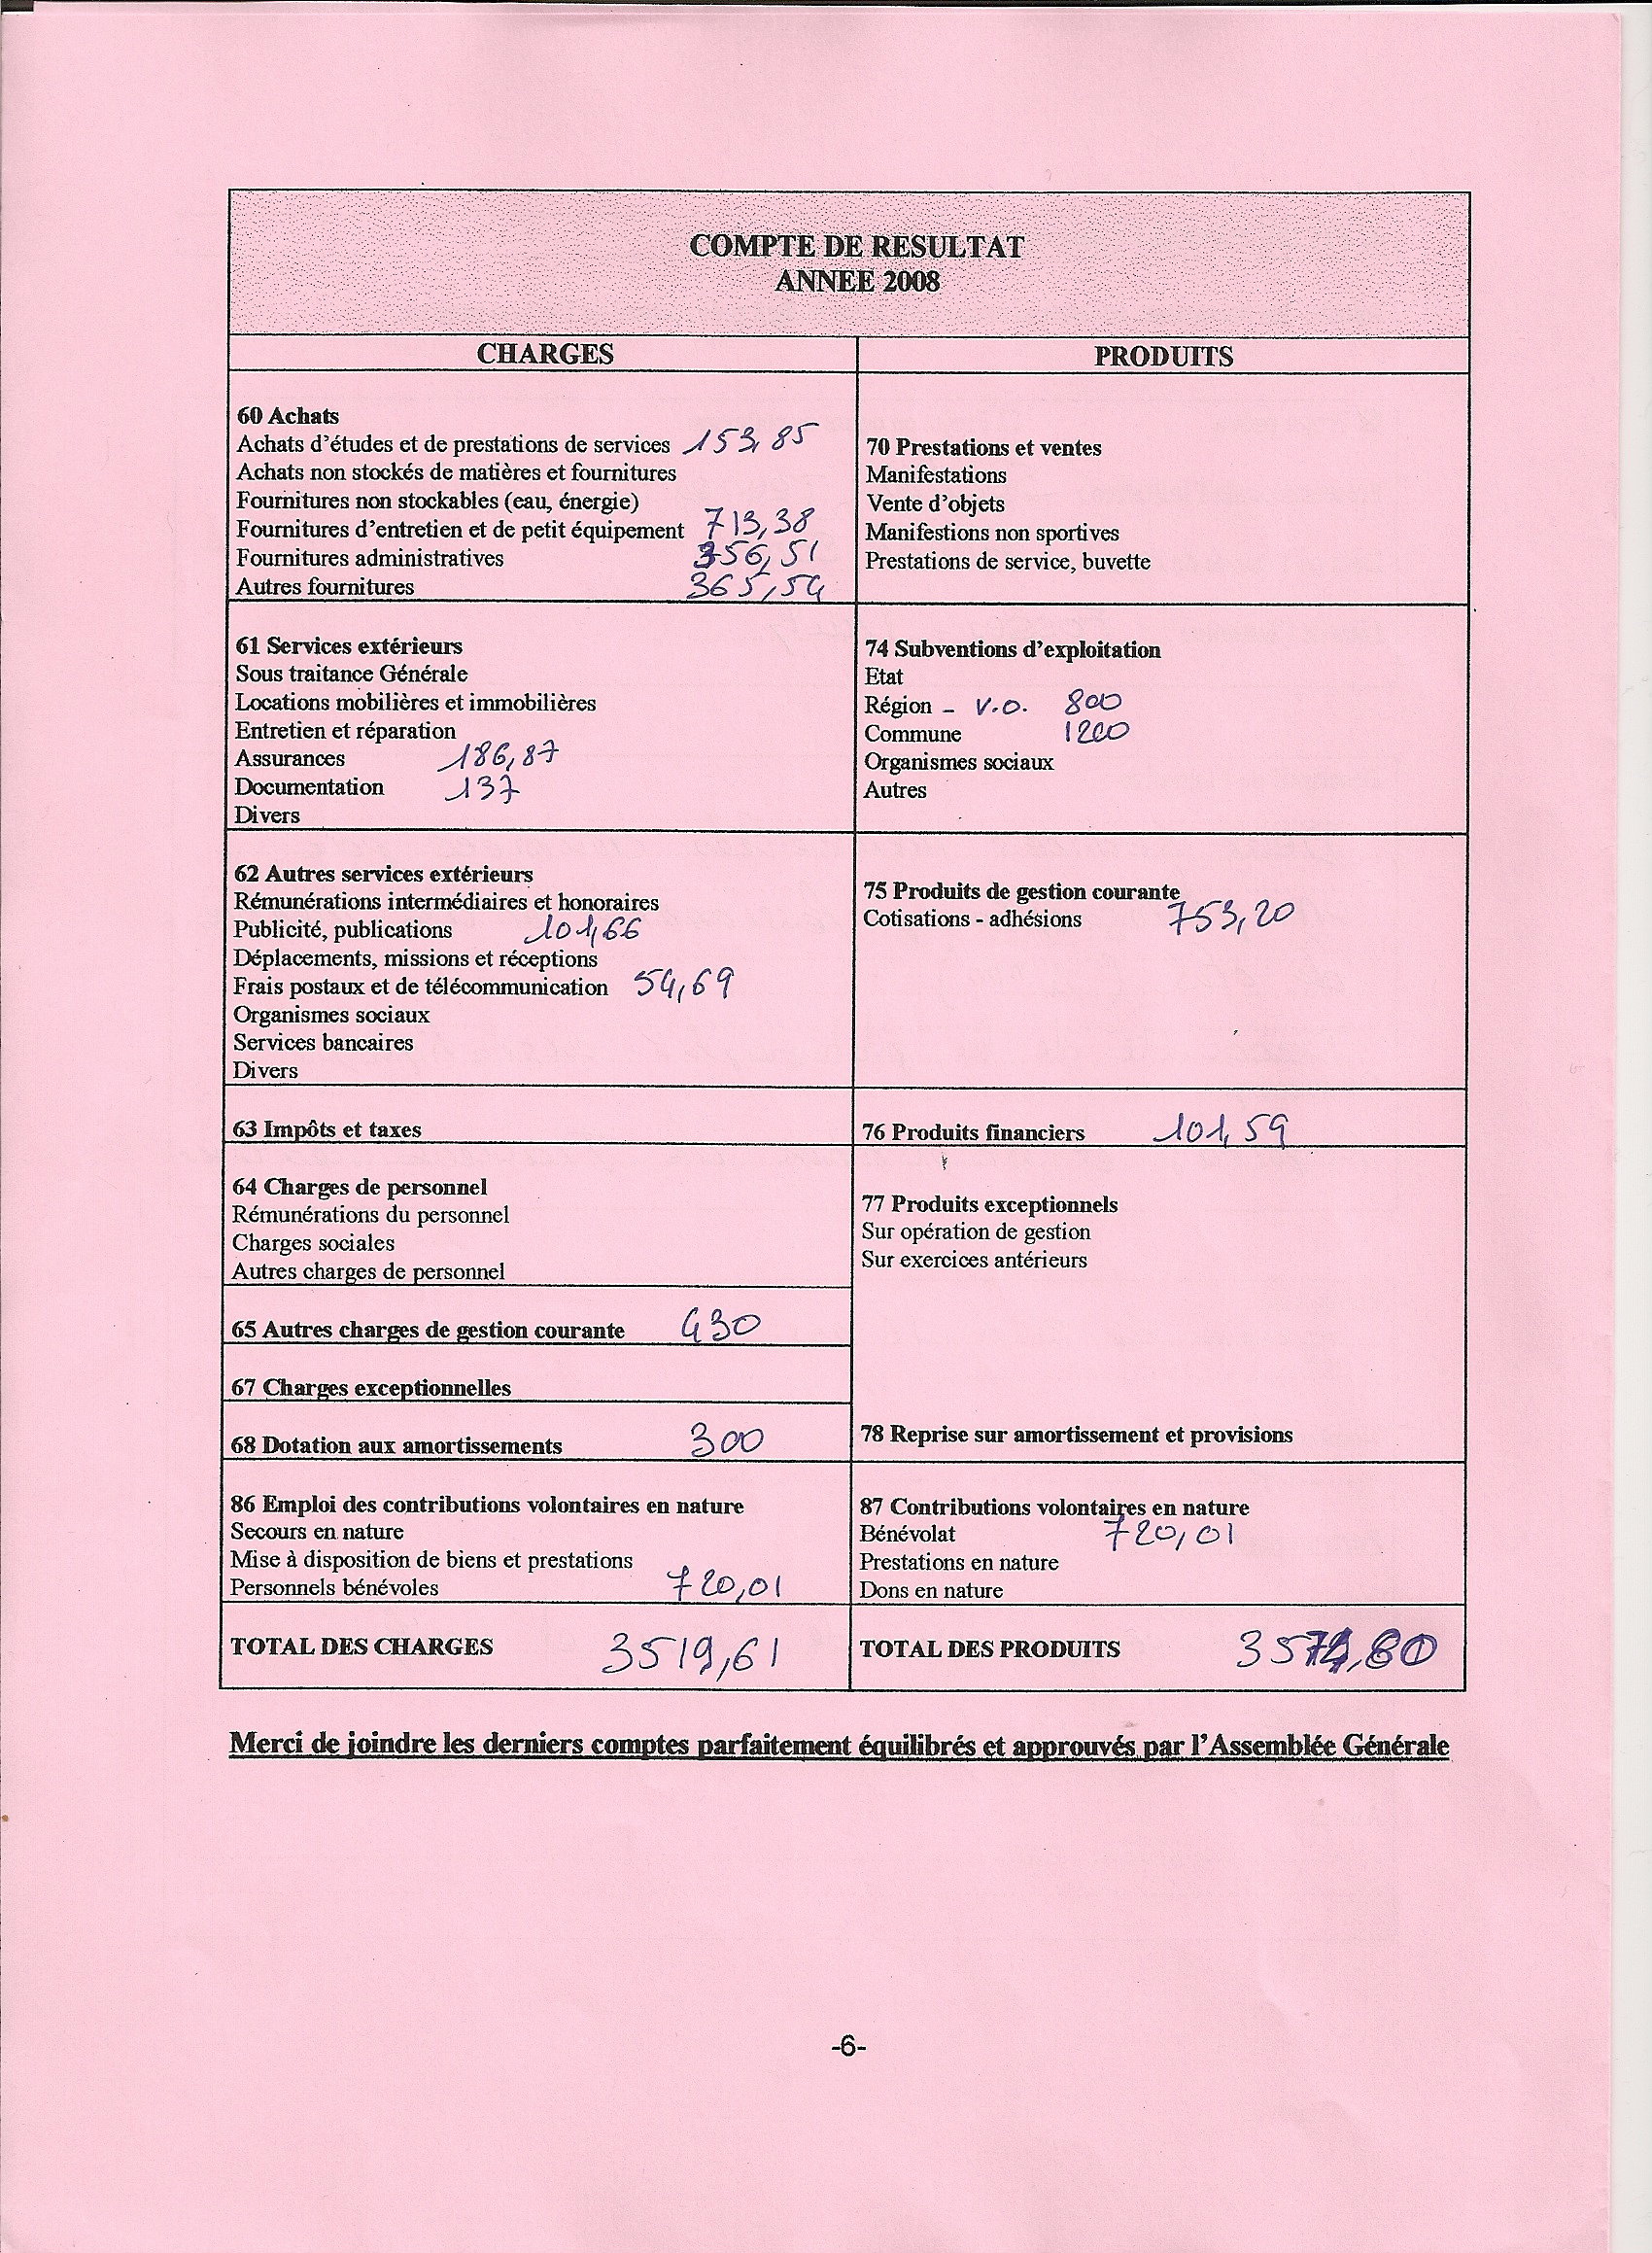 COMPTE DE RESULTAT
ANNEE 2008
CHARGES
PRODUITS
60 Achats
Achats d'études et de prestations de services 153,85
Achats non stockés de matières et fournitures
Fournitures non stockables (eau, énergie)
Fournitures d'entretien et de petit équipement 713,38
Fournitures administratives 356,51
Autres fournitures 365,54
70 Prestations et ventes
Manifestations
Vente d'objets
Manifestions non sportives
Prestations de service, buvette
61 Services extérieurs
Sous traitance Générale
Locations mobilières et immobilières
Entretien et réparation
Assurances 186,87
Documentation 137
Divers
74 Subventions d'exploitation
Etat
Région - V.O. 800
Commune 1200
Organismes sociaux
Autres
62 Autres services extérieurs
Rémunérations intermédiaires et honoraires
Publicité, publications 101,66
Déplacements, missions et réceptions
Frais postaux et de télécommunication 54,69
Organismes sociaux
Services bancaires
Divers
75 Produits de gestion courante
Cotisations - adhésions 753,20
63 Impôts et taxes
76 Produits financiers 101,59
64 Charges de personnel
Rémunérations du personnel
Charges sociales
Autres charges de personnel
65 Autres charges de gestion courante 430
67 Charges exceptionnelles
68 Dotation aux amortissements 300
77 Produits exceptionnels
Sur opération de gestion
Sur exercices antérieurs
78 Reprise sur amortissement et provisions
86 Emploi des contributions volontaires en nature
Secours en nature
Mise à disposition de biens et prestations
Personnels bénévoles 720,01
87 Contributions volontaires en nature
Bénévolat 720,01
Prestations en nature
Dons en nature
TOTAL DES CHARGES 3519,61
TOTAL DES PRODUITS 3574,80
Merci de joindre les derniers comptes parfaitement équilibrés et approuvés par l'Assemblée Générale
-6-